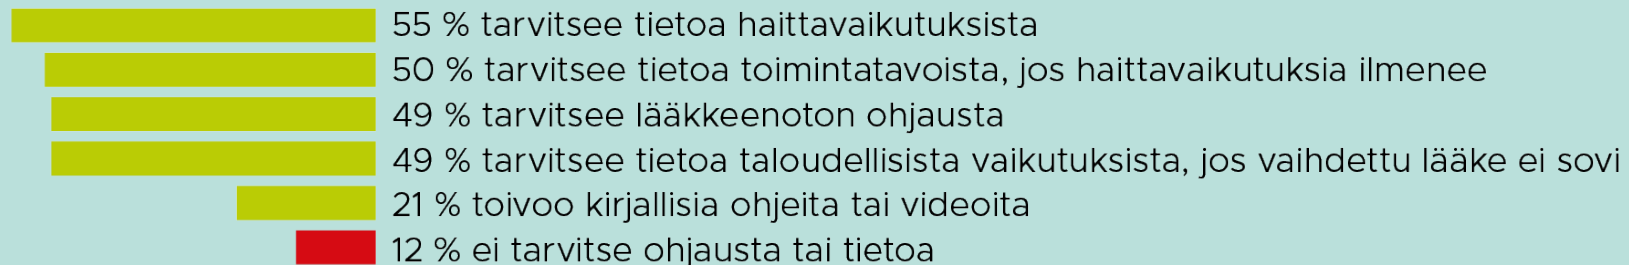 55 % tarvitsee tietoa haittavaikutuksista
50 % tarvitsee tietoa toimintatavoista, jos haittavaikutuksia ilmenee
49 % tarvitsee lääkkeenoton ohjausta
49 % tarvitsee tietoa taloudellisista vaikutuksista, jos vaihdettu lääke ei sovi
21 % toivoo kirjallisia ohjeita tai videoita
12 % ei tarvitse ohjausta tai tietoa